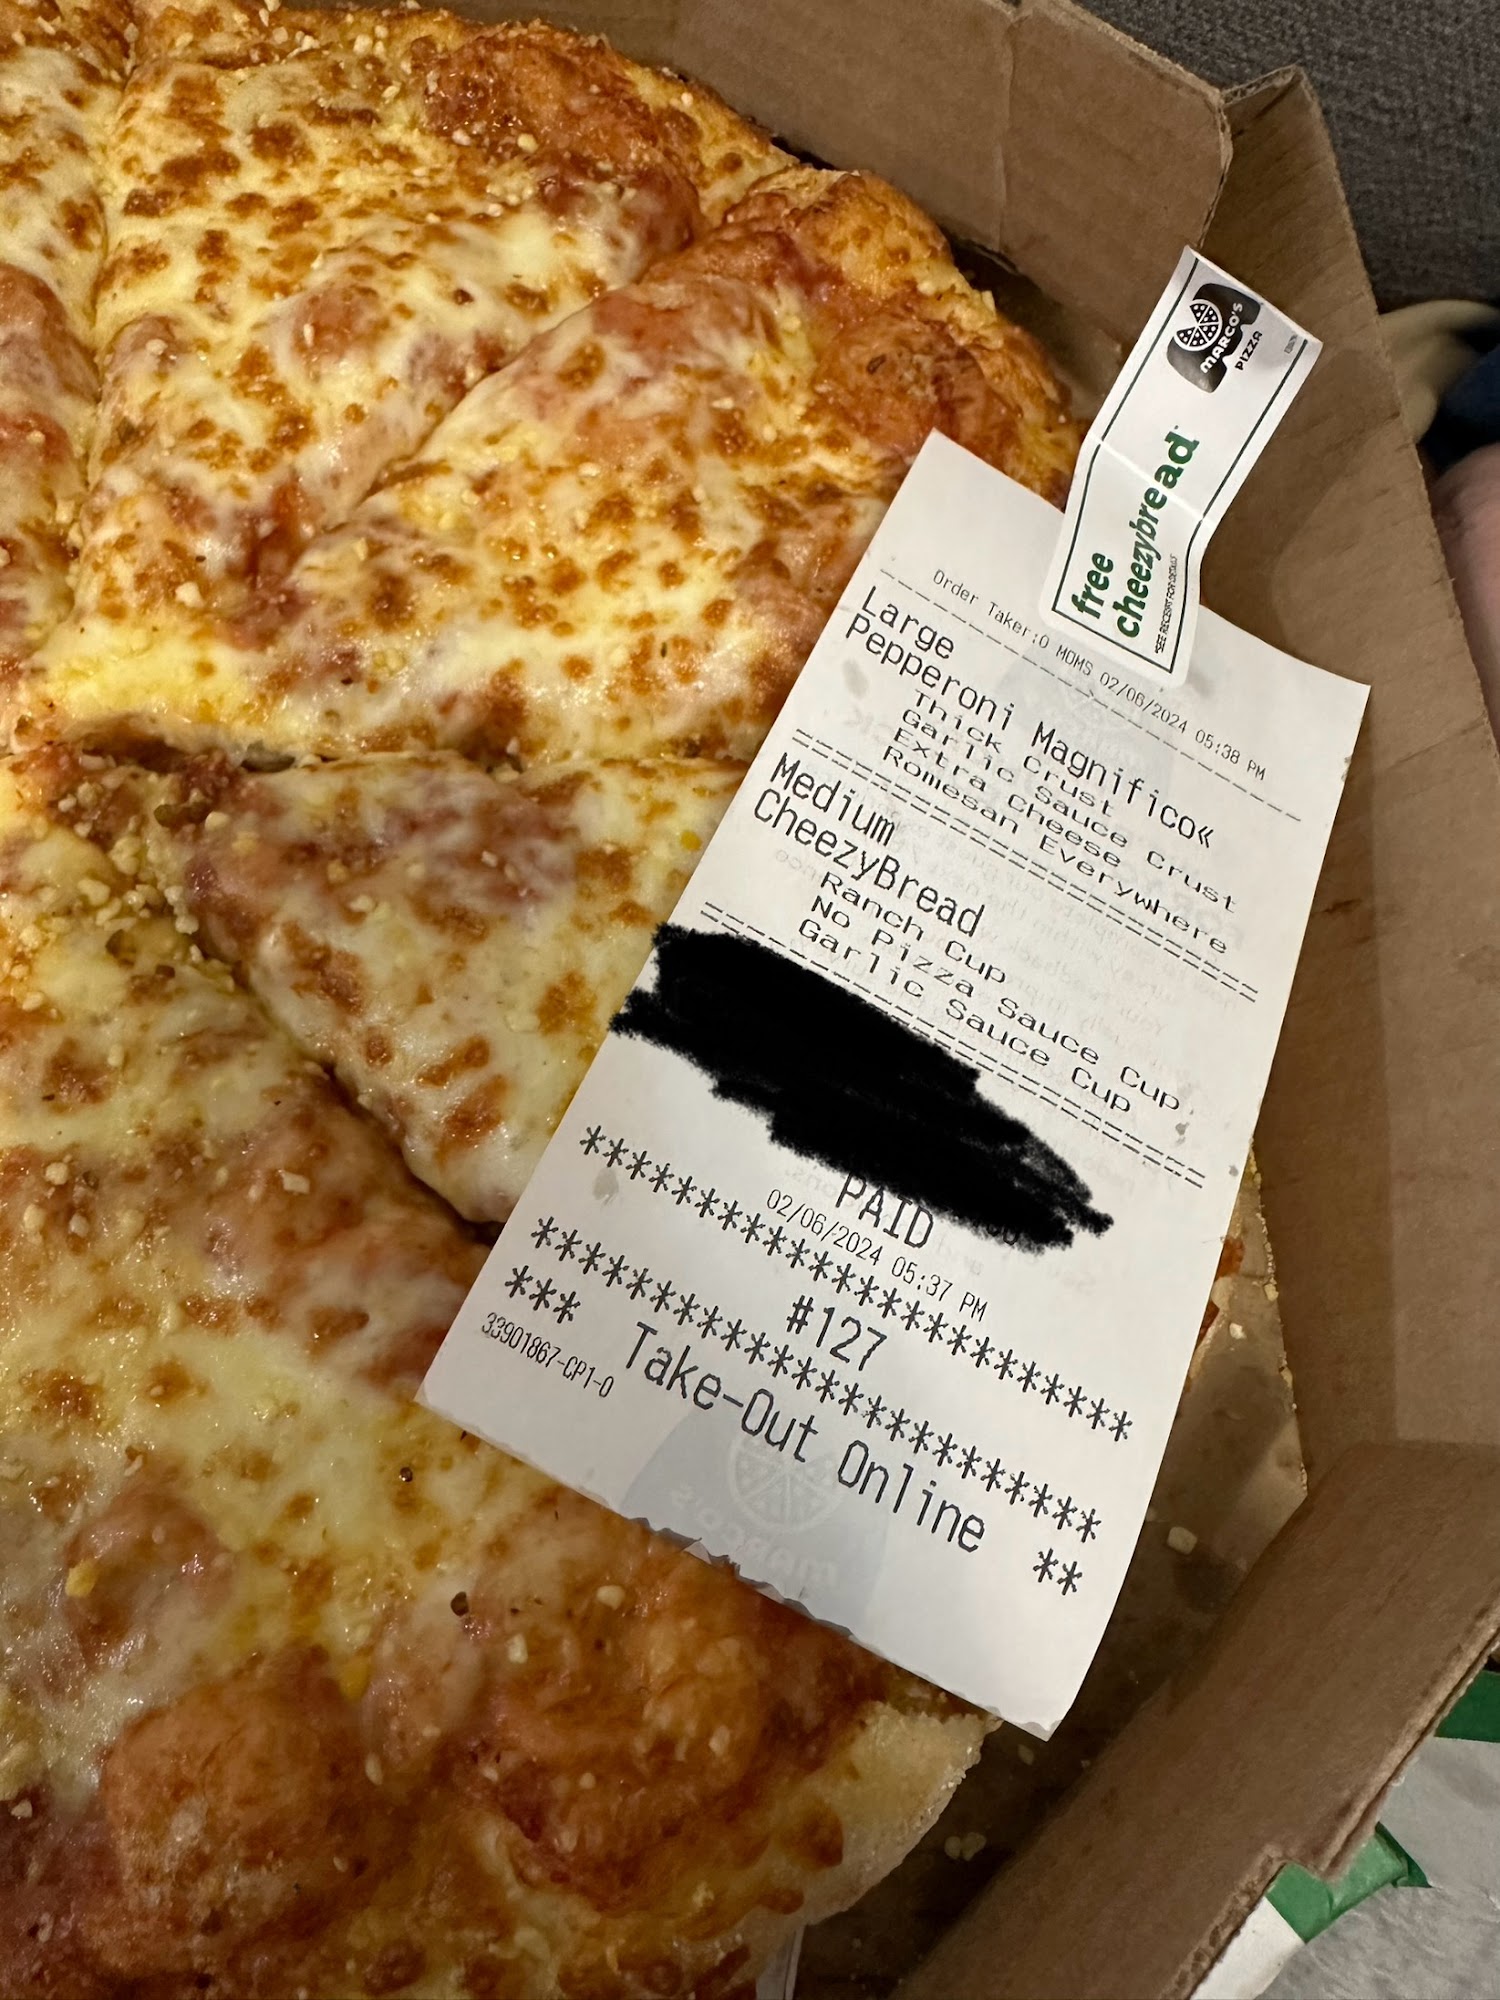 MARCO'S
PIZZA
free
cheezybread
*SEE RECEIPT FOR DETAILS
Order Taker:O MOMS 02/06/2024 05:38 PM
Large
Pepperoni Magnifico«
Thick Crust
Garlic Sauce Crust
Extra Cheese
Romesan Everywhere
Medium
CheezyBread
Ranch Cup
No Pizza Sauce Cup
Garlic Sauce Cup
PAID
02/06/2024 05:37 PM
*************************
#127
*************************
*** Take-Out Online **
33901867-CP1-0
MARCO'S